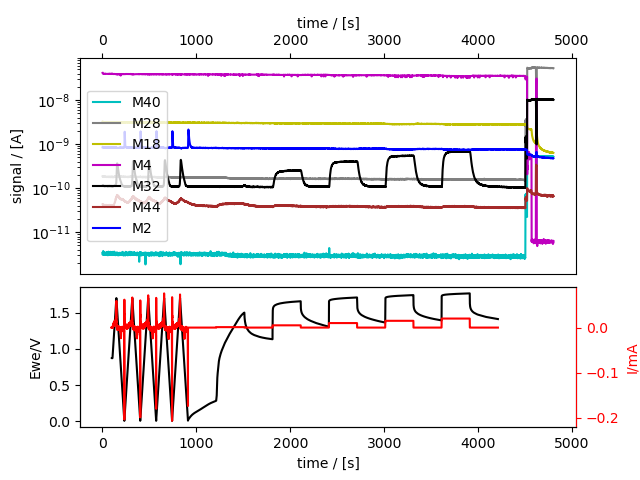 time / [s]
0 1000 2000 3000 4000 5000
10⁻⁸
10⁻⁹
10⁻¹⁰
10⁻¹¹
signal / [A]
M40
M28
M18
M4
M32
M44
M2
1.5
1.0
0.5
0.0
Ewe/V
0.0
−0.1
−0.2
I/mA
0 1000 2000 3000 4000 5000
time / [s]